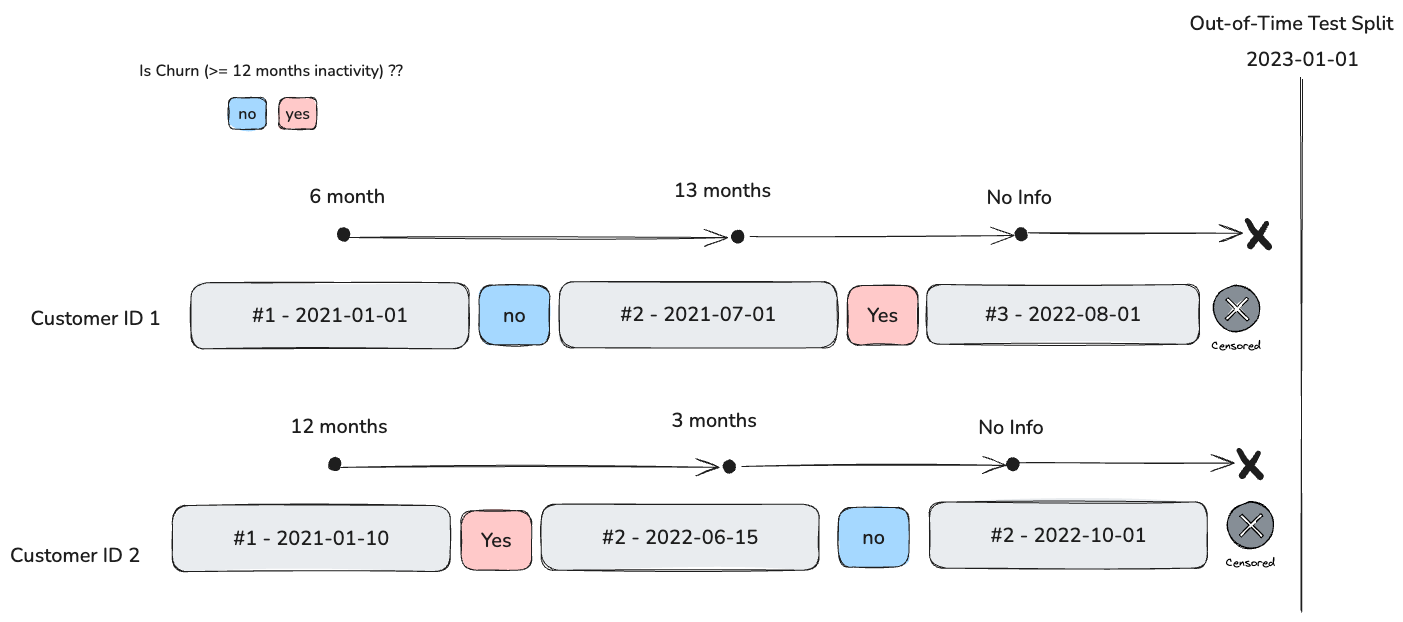 Out-of-Time Test Split
2023-01-01
Is Churn (>= 12 months inactivity) ??
no yes
6 month 13 months No Info
Customer ID 1 #1 - 2021-01-01 no #2 - 2021-07-01 Yes #3 - 2022-08-01
Censored
12 months 3 months No Info
Customer ID 2 #1 - 2021-01-10 Yes #2 - 2022-06-15 no #2 - 2022-10-01
Censored